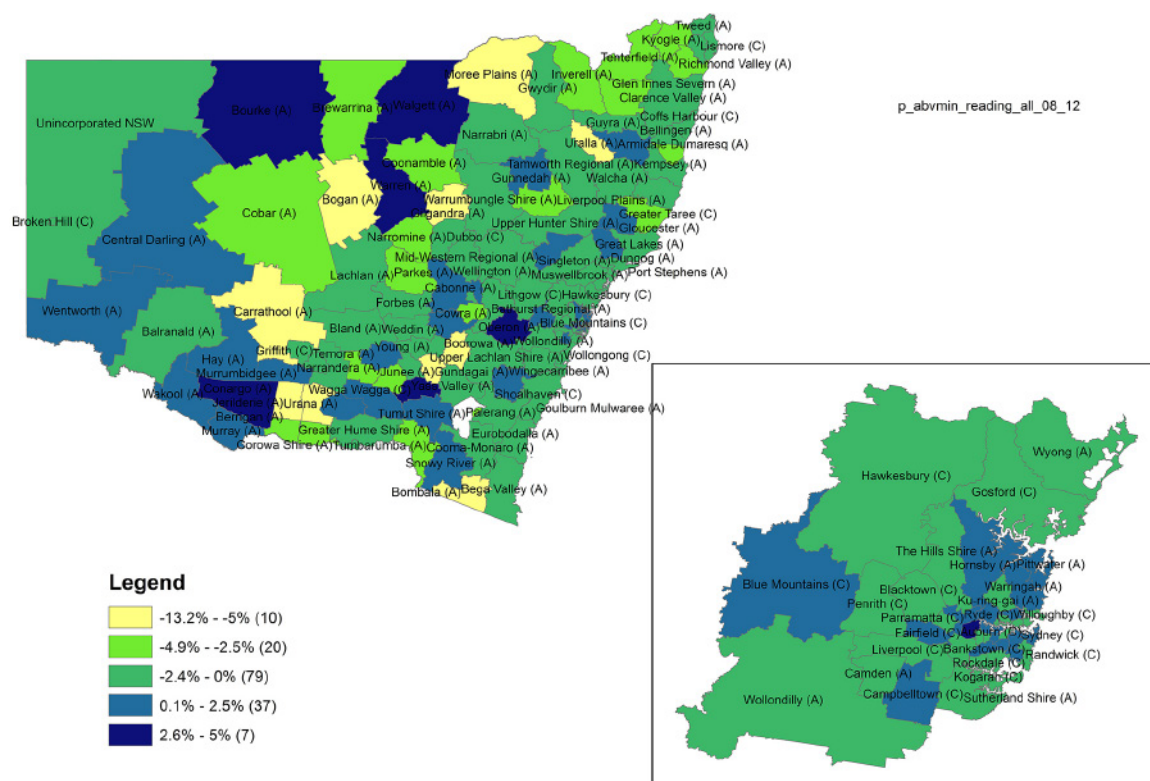 Tweed (A)
Kyogle (A)
Lismore (C)
Tenterfield (A)
Richmond Valley (A)
Moree Plains (A)
Inverell (A)
Gwydir (A)
Glen Innes Severn (A)
Clarence Valley (A)
Bourke (A)
Brewarrina (A)
Walgett (A)
p_abvmin_reading_all_08_12
Unincorporated NSW
Coffs Harbour (C)
Guyra (A)
Bellingen (A)
Narrabri (A)
Uralla (A)
Armidale Dumaresq (A)
Coonamble (A)
Tamworth Regional (A)
Kempsey (A)
Gunnedah (A)
Walcha (A)
Warren (A)
Bogan (A)
Warrumbungle Shire (A)
Liverpool Plains (A)
Cobar (A)
Gilgandra (A)
Greater Taree (C)
Broken Hill (C)
Upper Hunter Shire (A)
Gloucester (A)
Central Darling (A)
Narromine (A)
Dubbo (C)
Great Lakes (A)
Mid-Western Regional (A)
Singleton (A)
Dungog (A)
Lachlan (A)
Parkes (A)
Wellington (A)
Muswellbrook (A)
Port Stephens (A)
Cabonne (A)
Wentworth (A)
Forbes (A)
Lithgow (C)
Hawkesbury (C)
Carrathool (A)
Cowra (A)
Bathurst Regional (A)
Balranald (A)
Bland (A)
Weddin (A)
Oberon (A)
Blue Mountains (C)
Griffith (C)
Young (A)
Boorowa (A)
Wollondilly (A)
Hay (A)
Temora (A)
Upper Lachlan Shire (A)
Wollongong (C)
Murrumbidgee (A)
Narrandera (A)
Junee (A)
Gundagai (A)
Wingecarribee (A)
Wakool (A)
Conargo (A)
Wagga Wagga (C)
Yass Valley (A)
Shoalhaven (C)
Jerilderie (A)
Urana (A)
Goulburn Mulwaree (A)
Berrigan (A)
Tumut Shire (A)
Palerang (A)
Murray (A)
Greater Hume Shire (A)
Eurobodalla (A)
Corowa Shire (A)
Tumbarumba (A)
Cooma-Monaro (A)
Snowy River (A)
Bombala (A)
Bega Valley (A)
Wyong (A)
Hawkesbury (C)
Gosford (C)
The Hills Shire (A)
Hornsby (A)
Pittwater (A)
Blue Mountains (C)
Blacktown (C)
Warringah (A)
Penrith (C)
Ku-ring-gai (A)
Parramatta (C)
Ryde (C)
Willoughby (C)
Fairfield (C)
Auburn (C)
Sydney (C)
Liverpool (C)
Bankstown (C)
Randwick (C)
Rockdale (C)
Camden (A)
Kogarah (C)
Wollondilly (A)
Campbelltown (C)
Sutherland Shire (A)
Legend
-13.2% - -5% (10)
-4.9% - -2.5% (20)
-2.4% - 0% (79)
0.1% - 2.5% (37)
2.6% - 5% (7)